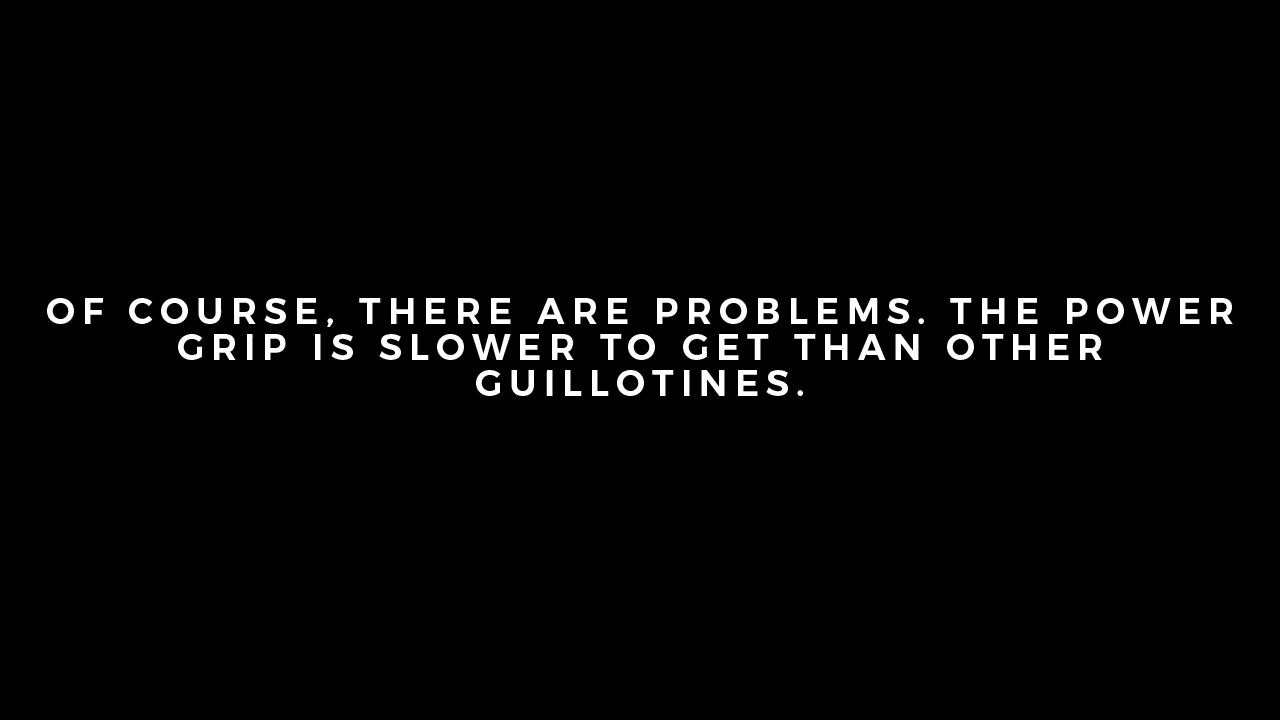 OF COURSE, THERE ARE PROBLEMS. THE POWER
GRIP IS SLOWER TO GET THAN OTHER
GUILLOTINES.